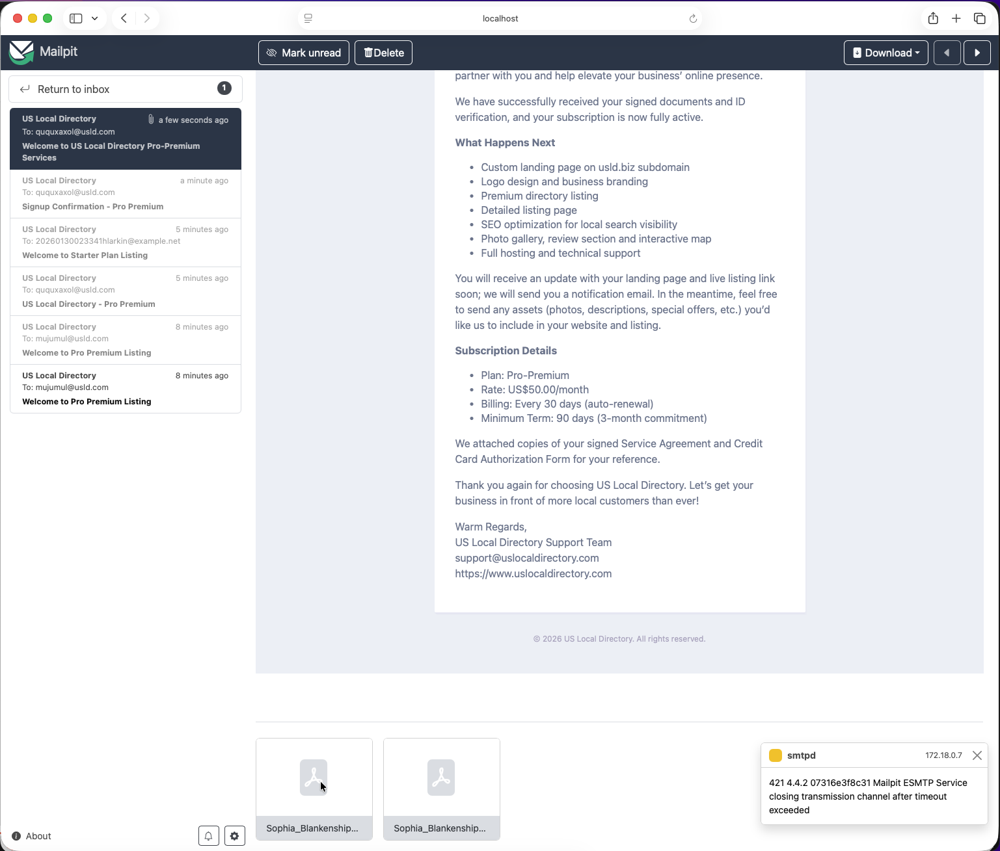 localhost
Mailpit
Mark unread
Delete
Download
Return to inbox
1
US Local Directory
a few seconds ago
To: ququxaxol@usld.com
Welcome to US Local Directory Pro-Premium
Services
US Local Directory
a minute ago
To: ququxaxol@usld.com
Signup Confirmation - Pro Premium
US Local Directory
5 minutes ago
To: 20260130023341hlarkin@example.net
Welcome to Starter Plan Listing
US Local Directory
5 minutes ago
To: ququxaxol@usld.com
US Local Directory - Pro Premium
US Local Directory
8 minutes ago
To: mujumul@usld.com
Welcome to Pro Premium Listing
US Local Directory
8 minutes ago
To: mujumul@usld.com
Welcome to Pro Premium Listing
About
partner with you and help elevate your business’ online presence.
We have successfully received your signed documents and ID
verification, and your subscription is now fully active.
What Happens Next
• Custom landing page on usld.biz subdomain
• Logo design and business branding
• Premium directory listing
• Detailed listing page
• SEO optimization for local search visibility
• Photo gallery, review section and interactive map
• Full hosting and technical support
You will receive an update with your landing page and live listing link
soon; we will send you a notification email. In the meantime, feel free
to send any assets (photos, descriptions, special offers, etc.) you’d
like us to include in your website and listing.
Subscription Details
• Plan: Pro-Premium
• Rate: US$50.00/month
• Billing: Every 30 days (auto-renewal)
• Minimum Term: 90 days (3-month commitment)
We attached copies of your signed Service Agreement and Credit
Card Authorization Form for your reference.
Thank you again for choosing US Local Directory. Let’s get your
business in front of more local customers than ever!
Warm Regards,
US Local Directory Support Team
support@uslocaldirectory.com
https://www.uslocaldirectory.com
© 2026 US Local Directory. All rights reserved.
Sophia_Blankenship...
Sophia_Blankenship...
smtpd
172.18.0.7
421 4.4.2 07316e3f8c31 Mailpit ESMTP Service
closing transmission channel after timeout
exceeded